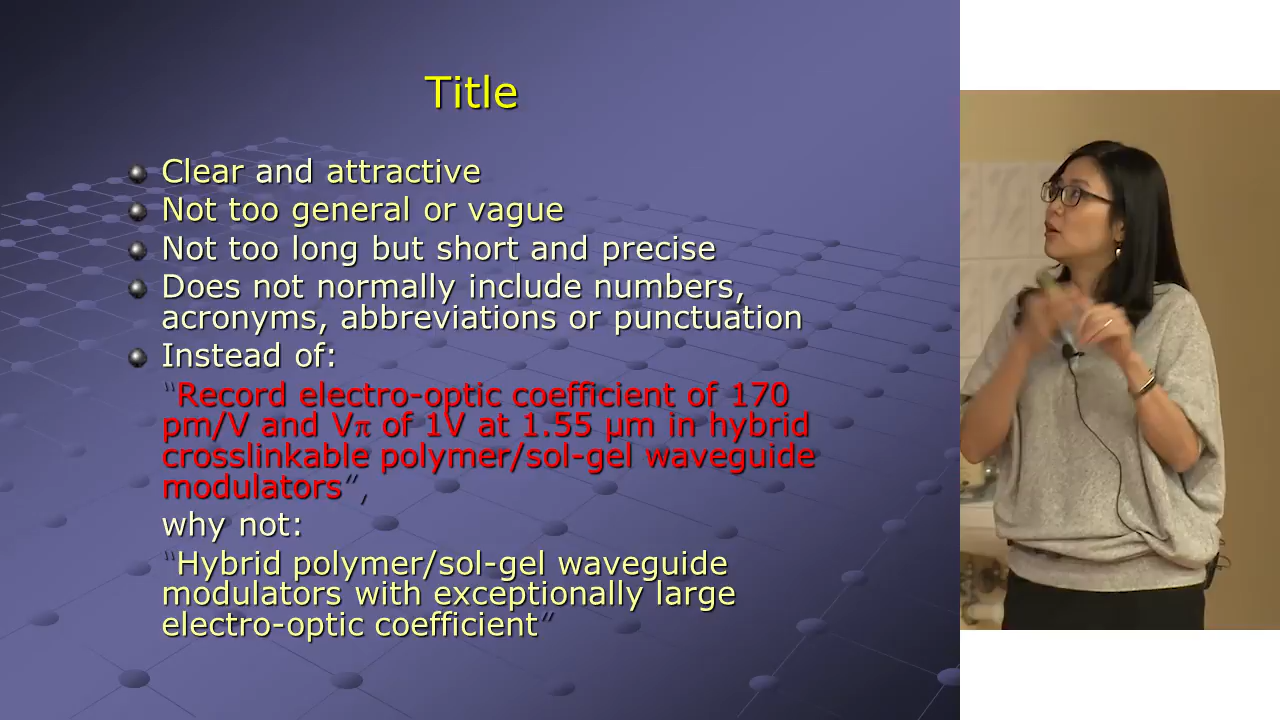 Title
Clear and attractive
Not too general or vague
Not too long but short and precise
Does not normally include numbers,
acronyms, abbreviations or punctuation
Instead of:
“Record electro-optic coefficient of 170
pm/V and Vπ of 1V at 1.55 μm in hybrid
crosslinkable polymer/sol-gel waveguide
modulators”,
why not:
“Hybrid polymer/sol-gel waveguide
modulators with exceptionally large
electro-optic coefficient”